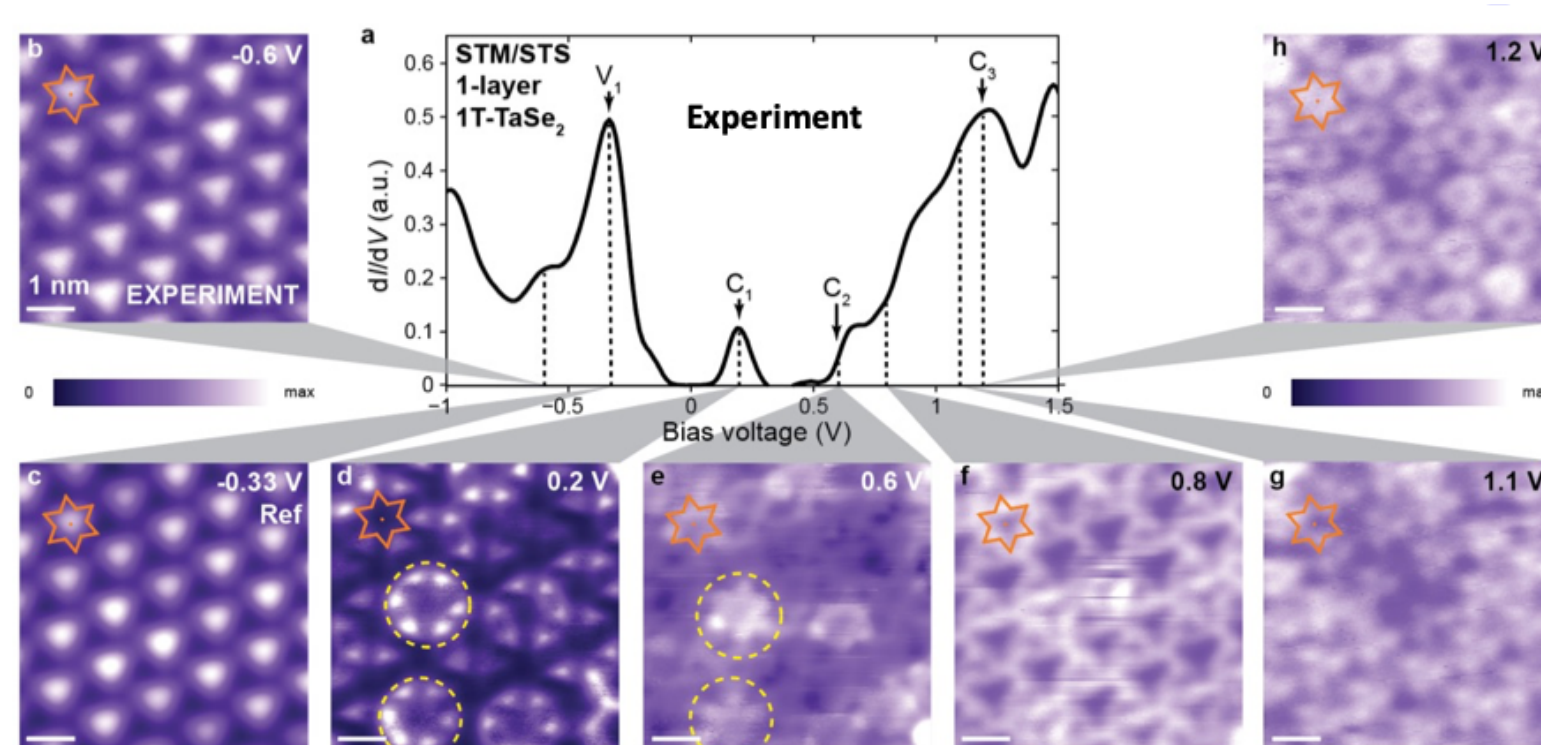 b
-0.6 V
1 nm
EXPERIMENT
0
max
a
STM/STS
1-layer
1T-TaSe2
Experiment
V1
C1
C2
C3
dI/dV (a.u.)
0.6
0.5
0.4
0.3
0.2
0.1
0
−1
−0.5
0
0.5
1
1.5
Bias voltage (V)
h
1.2 V
0
ma
c
-0.33 V
Ref
d
0.2 V
e
0.6 V
f
0.8 V
g
1.1 V